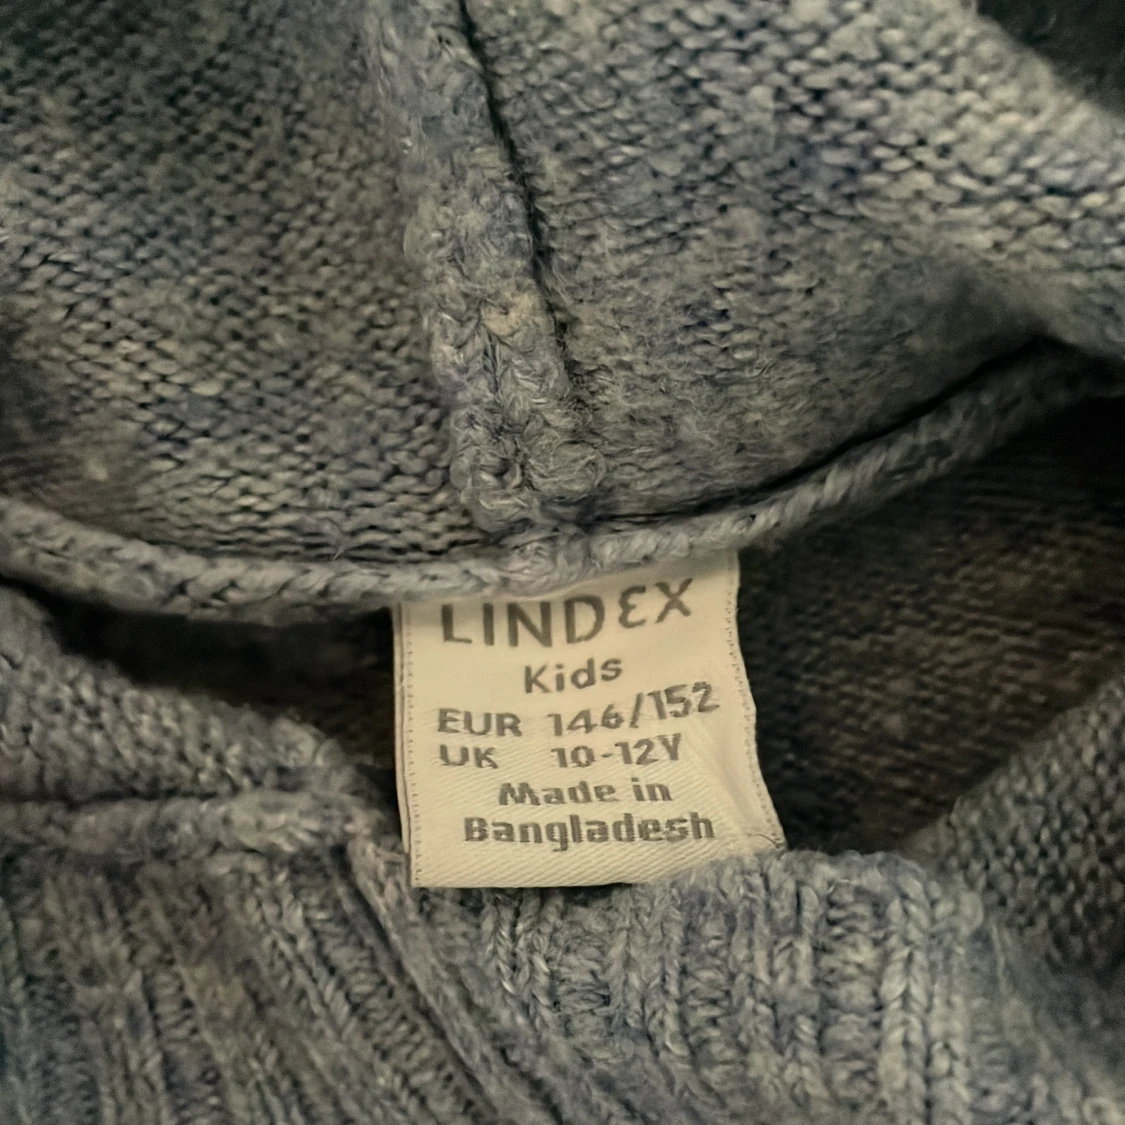 LINDEX
Kids
EUR 146/152
UK 10-12Y
Made in
Bangladesh